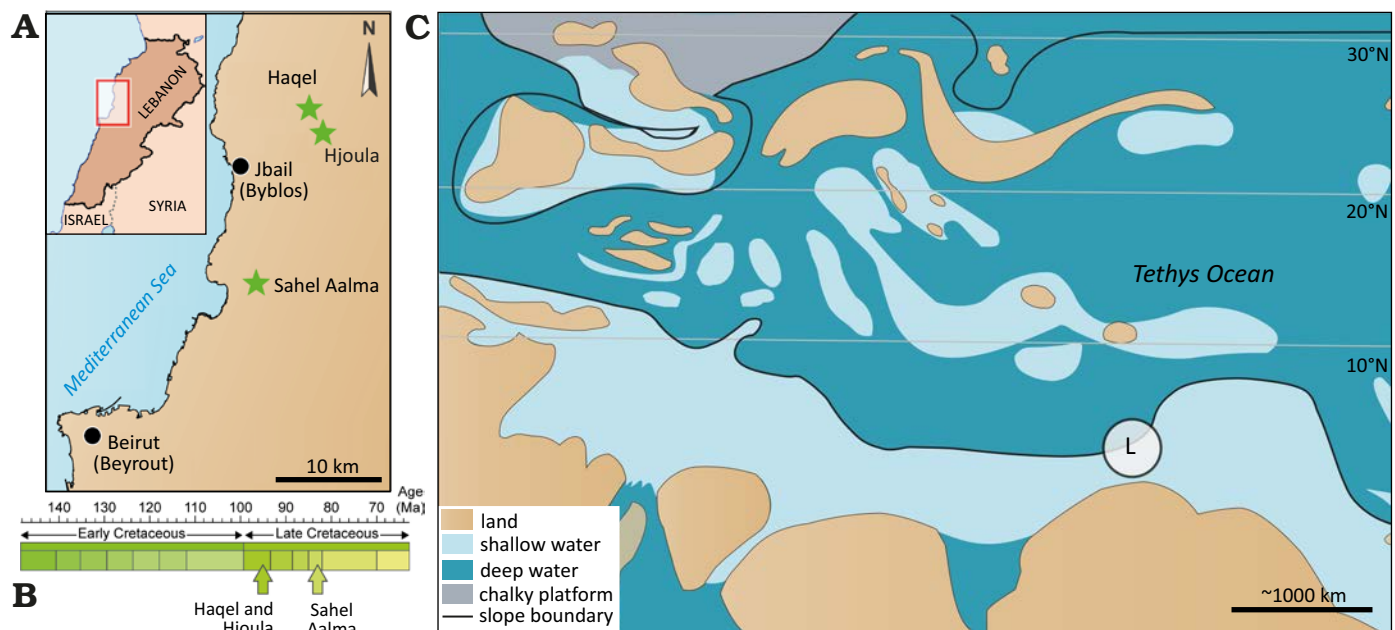 A
LEBANON
ISRAEL
SYRIA
N
Haqel
Hjoula
Jbail
(Byblos)
Sahel Aalma
Mediterranean Sea
Beirut
(Beyrout)
10 km
140 130 120 110 100 90 80 70
Age
(Ma)
Early Cretaceous
Late Cretaceous
B
Haqel and
Hjoula
Sahel
Aalma
C
30°N
20°N
Tethys Ocean
10°N
L
land
shallow water
deep water
chalky platform
slope boundary
~1000 km